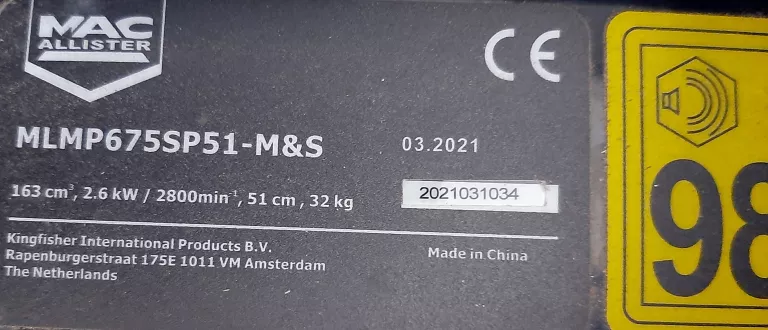 MAC
ALLISTER
CE
MLMP675SP51-M&S
03.2021
163 cm³, 2.6 kW / 2800min⁻¹, 51 cm , 32 kg
2021031034
Kingfisher International Products B.V.
Rapenburgerstraat 175E 1011 VM Amsterdam
The Netherlands
Made in China
98